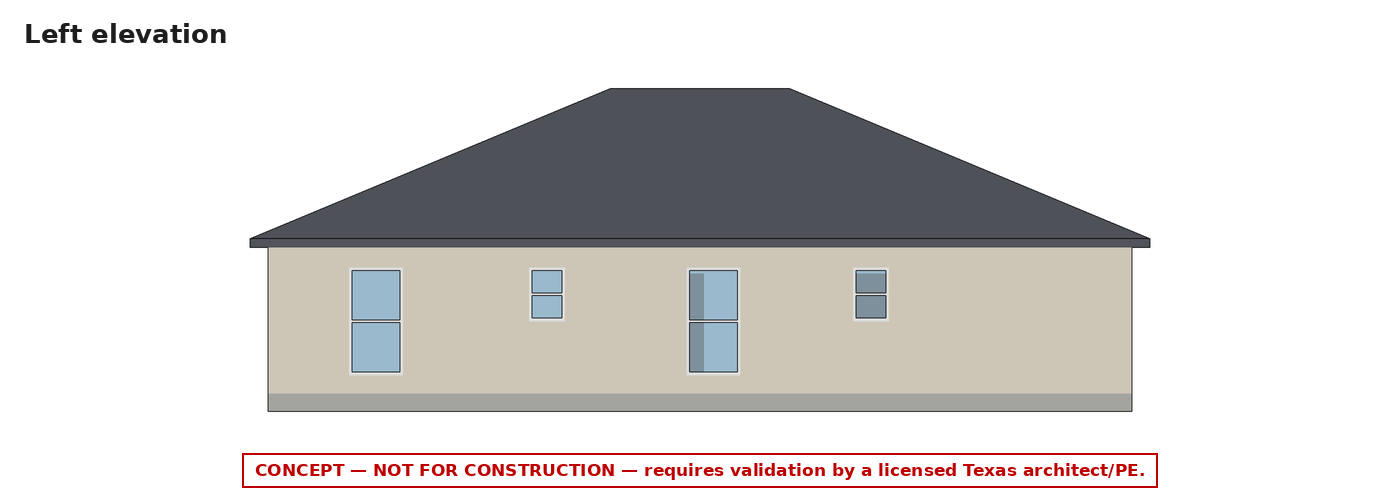 Left elevation
CONCEPT — NOT FOR CONSTRUCTION — requires validation by a licensed Texas architect/PE.